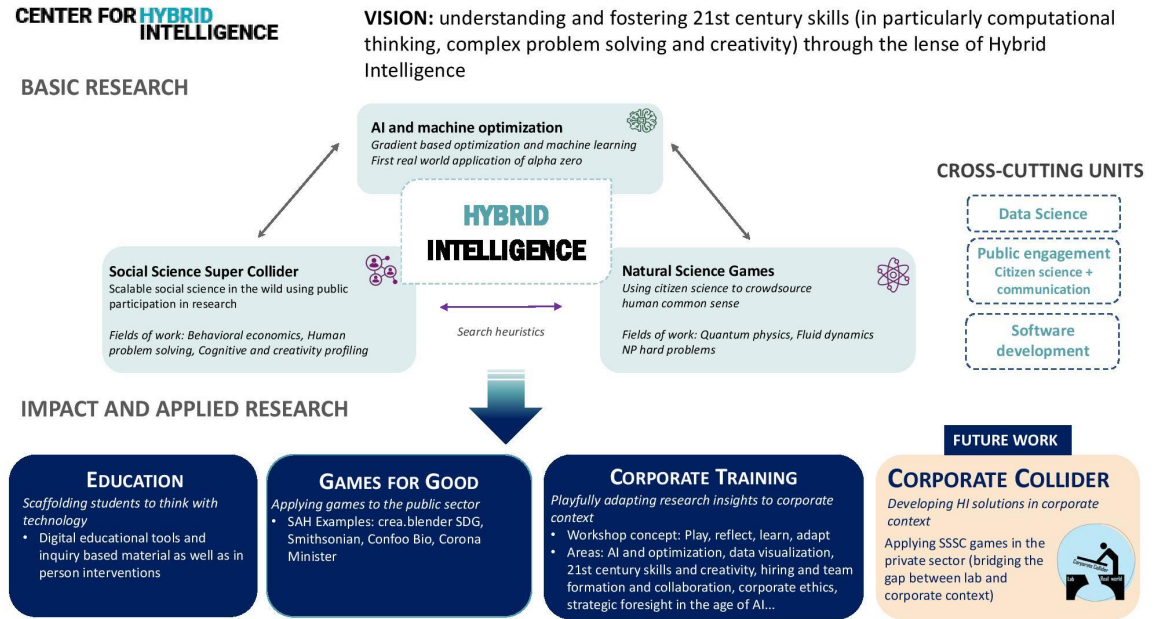 CENTER FOR HYBRID
INTELLIGENCE
VISION: understanding and fostering 21st century skills (in particularly computational
thinking, complex problem solving and creativity) through the lense of Hybrid
Intelligence
BASIC RESEARCH
AI and machine optimization
Gradient based optimization and machine learning
First real world application of alpha zero
HYBRID
INTELLIGENCE
Social Science Super Collider
Scalable social science in the wild using public
participation in research
Fields of work: Behavioral economics, Human
problem solving, Cognitive and creativity profiling
Search heuristics
Natural Science Games
Using citizen science to crowdsource
human common sense
Fields of work: Quantum physics, Fluid dynamics
NP hard problems
CROSS-CUTTING UNITS
Data Science
Public engagement
Citizen science +
communication
Software
development
IMPACT AND APPLIED RESEARCH
EDUCATION
Scaffolding students to think with
technology
• Digital educational tools and
inquiry based material as well as in
person interventions
GAMES FOR GOOD
Applying games to the public sector
• SAH Examples: crea.blender SDG,
Smithsonian, Confoo Bio, Corona
Minister
CORPORATE TRAINING
Playfully adapting research insights to corporate
context
• Workshop concept: Play, reflect, learn, adapt
• Areas: AI and optimization, data visualization,
21st century skills and creativity, hiring and team
formation and collaboration, corporate ethics,
strategic foresight in the age of AI...
FUTURE WORK
CORPORATE COLLIDER
Developing HI solutions in corporate
context
Applying SSSC games in the
private sector (bridging the
gap between lab and
corporate context)
Corporate Collider
Lab
Real world